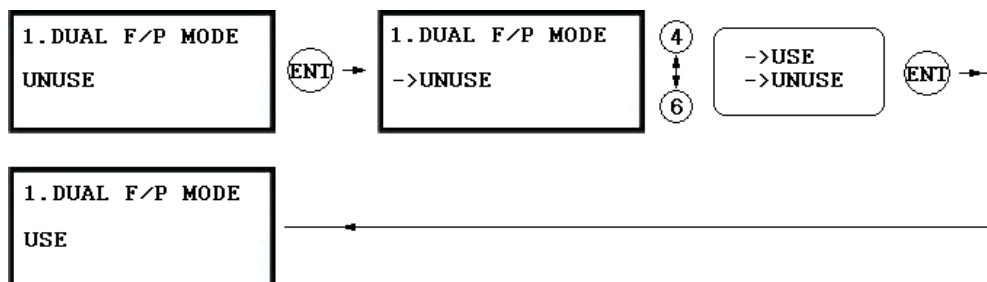 1.DUAL F/P MODE
UNUSE
ENT
1.DUAL F/P MODE
->UNUSE
4
6
->USE
->UNUSE
ENT
1.DUAL F/P MODE
USE